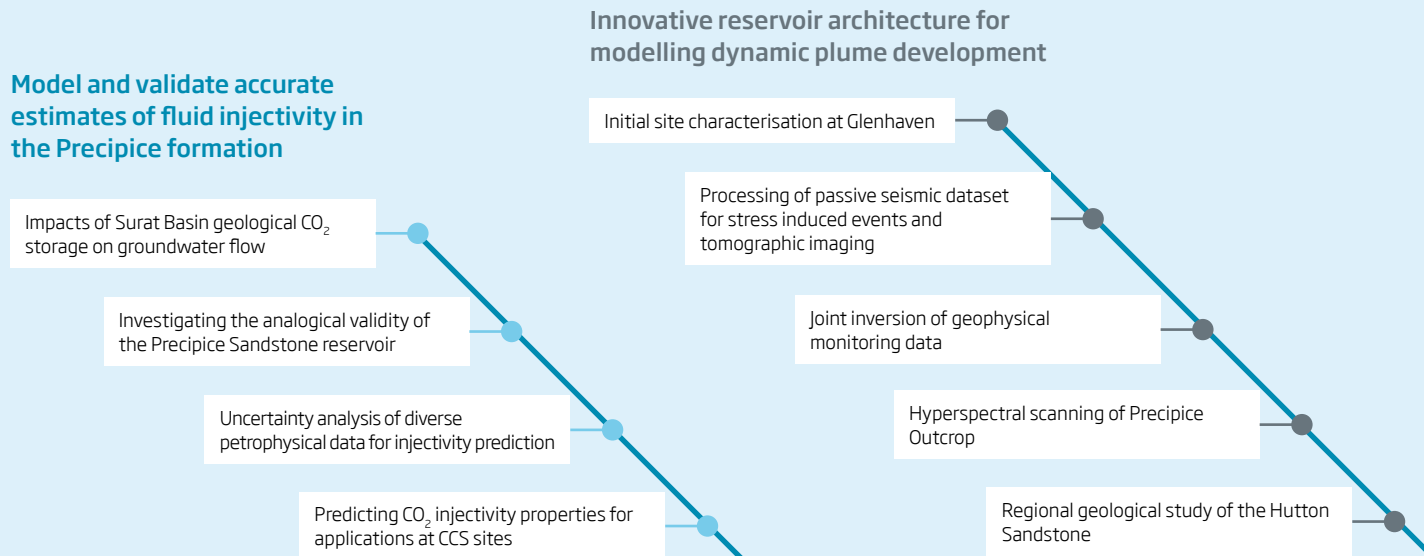 Model and validate accurate
estimates of fluid injectivity in
the Precipice formation
Impacts of Surat Basin geological CO₂
storage on groundwater flow
Investigating the analogical validity of
the Precipice Sandstone reservoir
Uncertainty analysis of diverse
petrophysical data for injectivity prediction
Predicting CO₂ injectivity properties for
applications at CCS sites
Innovative reservoir architecture for
modelling dynamic plume development
Initial site characterisation at Glenhaven
Processing of passive seismic dataset
for stress induced events and
tomographic imaging
Joint inversion of geophysical
monitoring data
Hyperspectral scanning of Precipice
Outcrop
Regional geological study of the Hutton
Sandstone